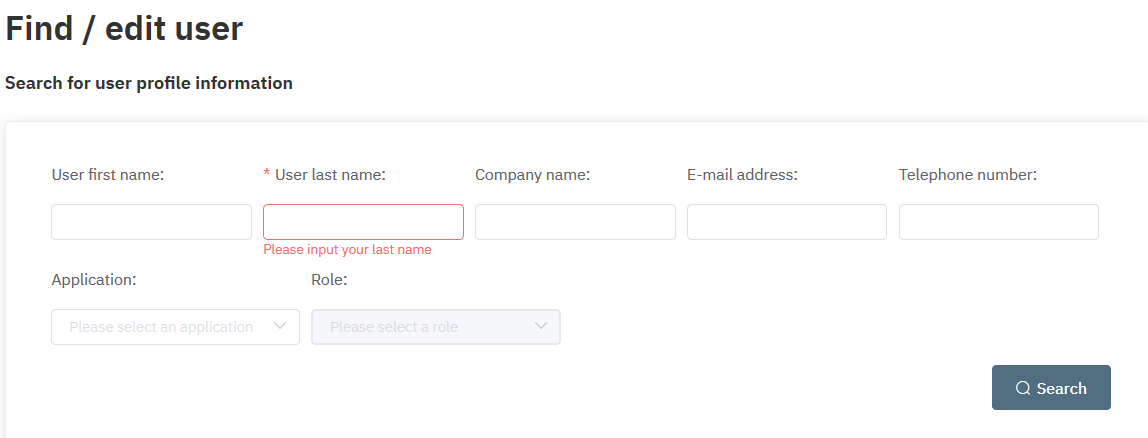 Find / edit user
Search for user profile information
User first name: * User last name: Company name: E-mail address: Telephone number:
Please input your last name
Application: Role:
Please select an application Please select a role
Search